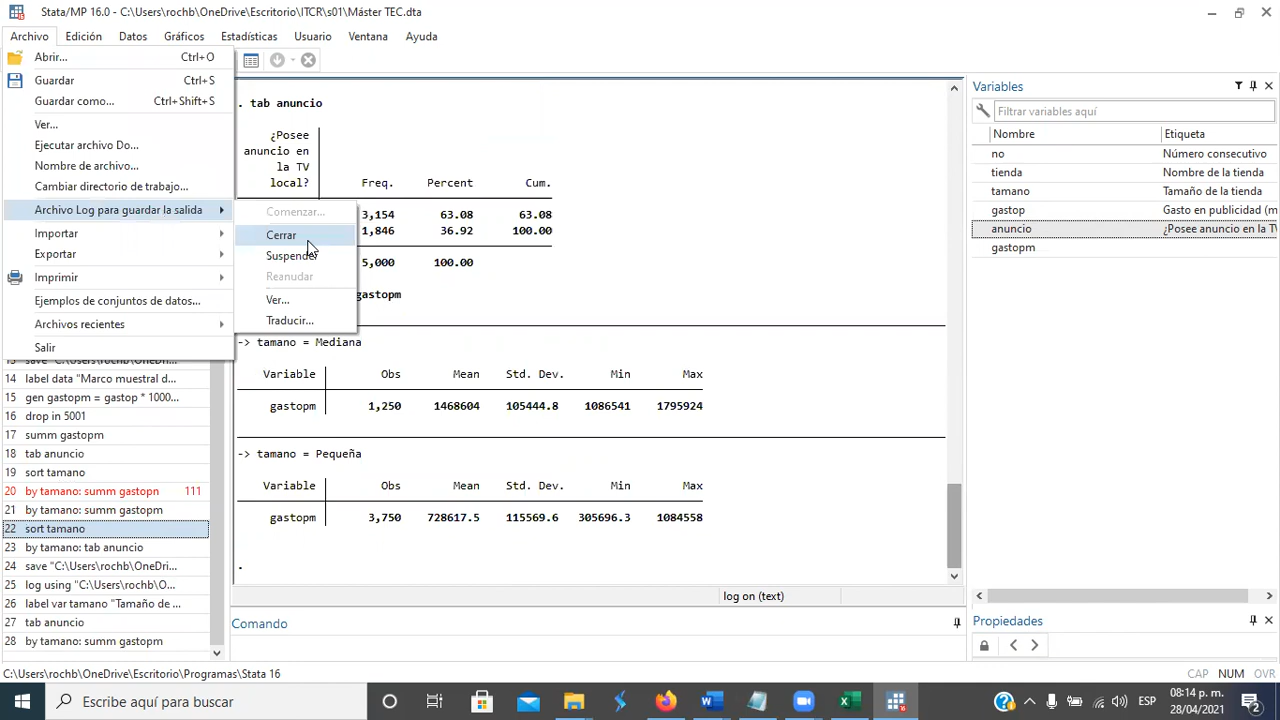 Stata/MP 16.0 - C:\Users\rochb\OneDrive\Escritorio\ITCR\s01\Máster TEC.dta
Archivo Edición Datos Gráficos Estadísticas Usuario Ventana Ayuda
Abrir... Ctrl+O
Guardar Ctrl+S
Guardar como... Ctrl+Shift+S
Ver...
Ejecutar archivo Do...
Nombre de archivo...
Cambiar directorio de trabajo...
Archivo Log para guardar la salida
Importar
Exportar
Imprimir
Ejemplos de conjuntos de datos...
Archivos recientes
Salir
Comenzar...
Cerrar
Suspender
Reanudar
Ver...
Traducir...
14 label data "Marco muestral d...
15 gen gastopm = gastop * 1000...
16 drop in 5001
17 summ gastopm
18 tab anuncio
19 sort tamano
20 by tamano: summ gastopn 111
21 by tamano: summ gastopm
22 sort tamano
23 by tamano: tab anuncio
24 save "C:\Users\rochb\OneDri...
25 log using "C:\Users\rochb\O...
26 label var tamano "Tamaño de ...
27 tab anuncio
28 by tamano: summ gastopm
. tab anuncio
¿Posee
anuncio en
la TV
local? Freq. Percent Cum.
3,154 63.08 63.08
1,846 36.92 100.00
5,000 100.00
gastopm
-> tamano = Mediana
Variable Obs Mean Std. Dev. Min Max
gastopm 1,250 1468604 105444.8 1086541 1795924
-> tamano = Pequeña
Variable Obs Mean Std. Dev. Min Max
gastopm 3,750 728617.5 115569.6 305696.3 1084558
.
log on (text)
Comando
Variables
Filtrar variables aquí
Nombre Etiqueta
no Número consecutivo
tienda Nombre de la tienda
tamano Tamaño de la tienda
gastop Gasto en publicidad (m
anuncio ¿Posee anuncio en la T
gastopm
Propiedades
C:\Users\rochb\OneDrive\Escritorio\Programas\Stata 16
CAP NUM OVR
Escribe aquí para buscar
ESP
08:14 p. m.
28/04/2021
2